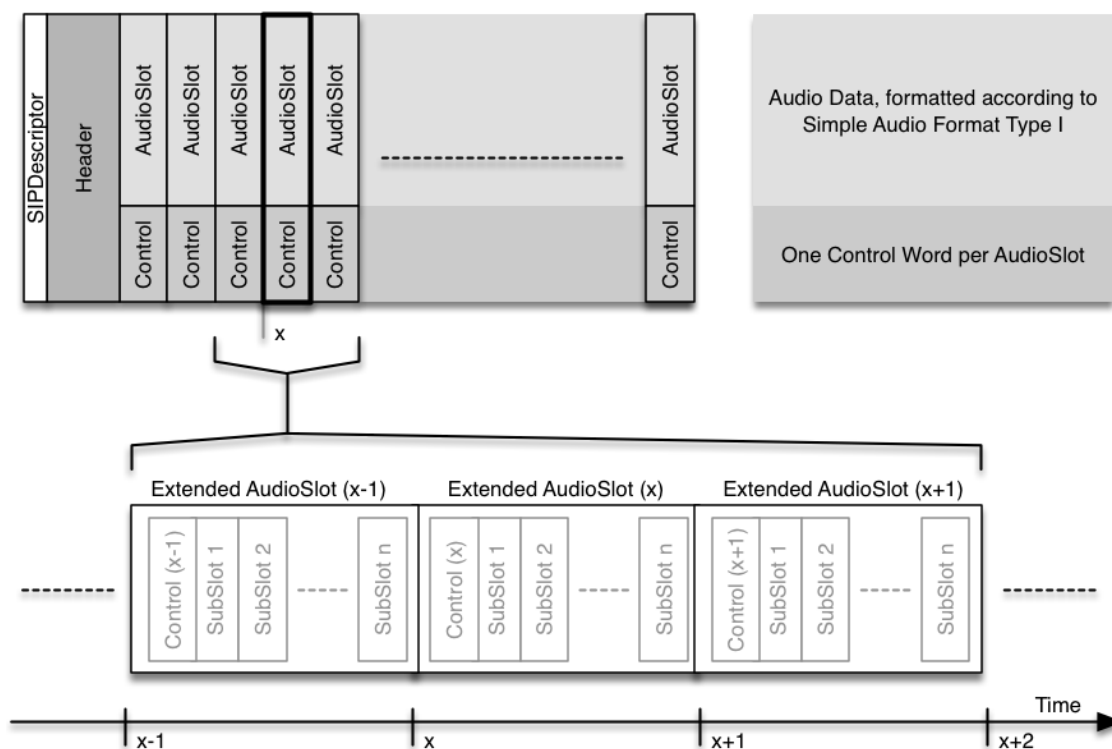 SIPDescriptor
Header
AudioSlot
AudioSlot
AudioSlot
AudioSlot
AudioSlot
AudioSlot
Control
Control
Control
Control
Control
Control
Audio Data, formatted according to
Simple Audio Format Type I
One Control Word per AudioSlot
x
Extended AudioSlot (x-1)
Extended AudioSlot (x)
Extended AudioSlot (x+1)
Control (x-1)
SubSlot 1
SubSlot 2
SubSlot n
Control (x)
SubSlot 1
SubSlot 2
SubSlot n
Control (x+1)
SubSlot 1
SubSlot 2
SubSlot n
Time
x-1
x
x+1
x+2